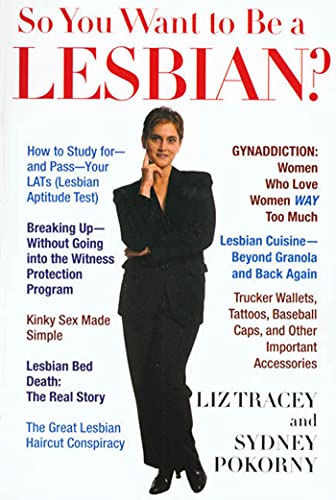 So You Want to Be a
LESBIAN?
How to Study for—
and Pass—Your
LATs (Lesbian
Aptitude Test)
Breaking Up—
Without Going
into the Witness
Protection
Program
Kinky Sex Made
Simple
Lesbian Bed
Death:
The Real Story
The Great Lesbian
Haircut Conspiracy
GYNADDICTION:
Women
Who Love
Women WAY
Too Much
Lesbian Cuisine—
Beyond Granola
and Back Again
Trucker Wallets,
Tattoos, Baseball
Caps, and Other
Important
Accessories
LIZ TRACEY
and
SYDNEY
POKORNY